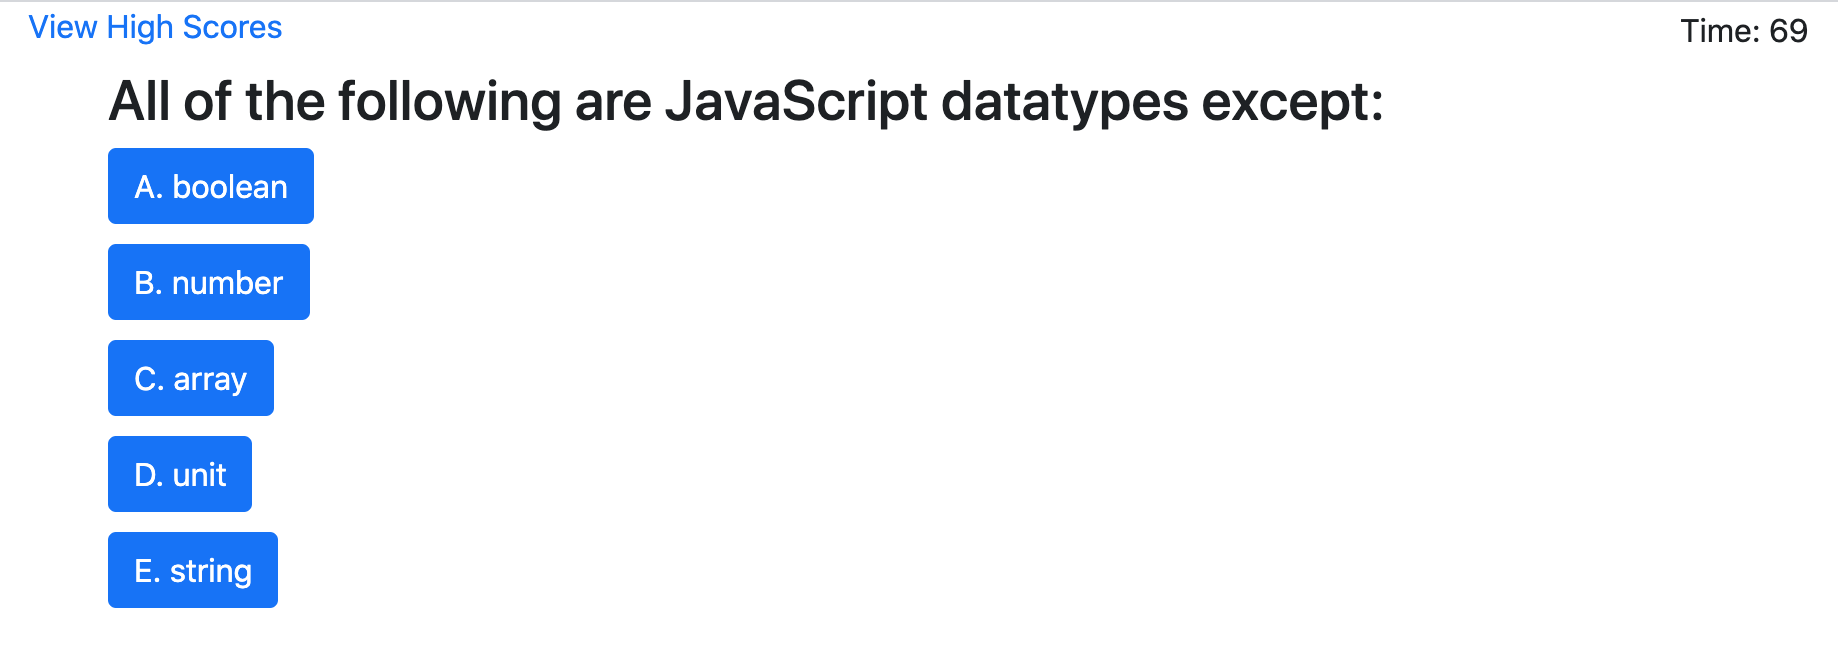 View High Scores
Time: 69
All of the following are JavaScript datatypes except:
A. boolean
B. number
C. array
D. unit
E. string